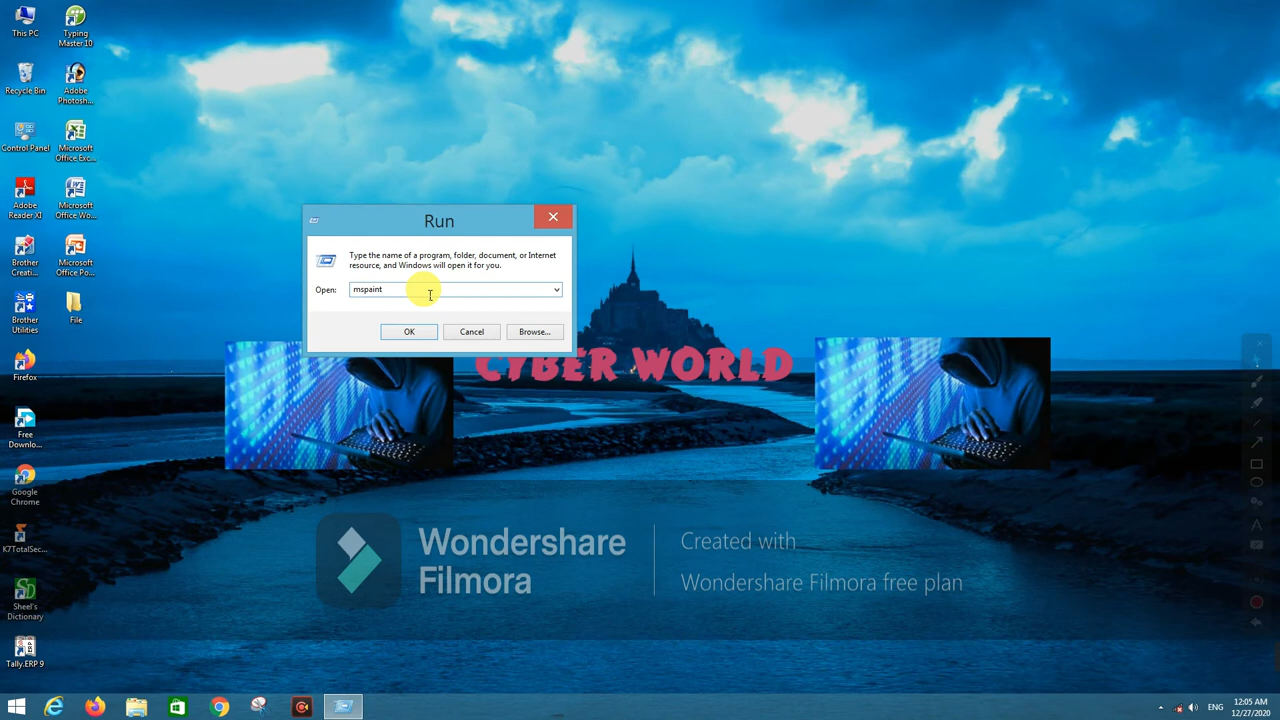 This PC
Typing
Master 10
Recycle Bin
Adobe
Photosh...
Control Panel
Microsoft
Office Exc...
Adobe
Reader XI
Microsoft
Office Wo...
Brother
Creati...
Microsoft
Office Po...
Brother
Utilities
File
Firefox
Free
Downlo...
Google
Chrome
K7TotalSec...
Sheel's
Dictionary
Tally.ERP 9
Run
Type the name of a program, folder, document, or Internet
resource, and Windows will open it for you.
Open: mspaint
OK Cancel Browse...
CYBER WORLD
Wondershare
Filmora
Created with
Wondershare Filmora free plan
ENG
12:05 AM
12/27/2020